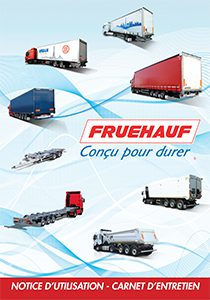 FRUEHAUF
Conçu pour durer
NOTICE D'UTILISATION - CARNET D'ENTRETIEN